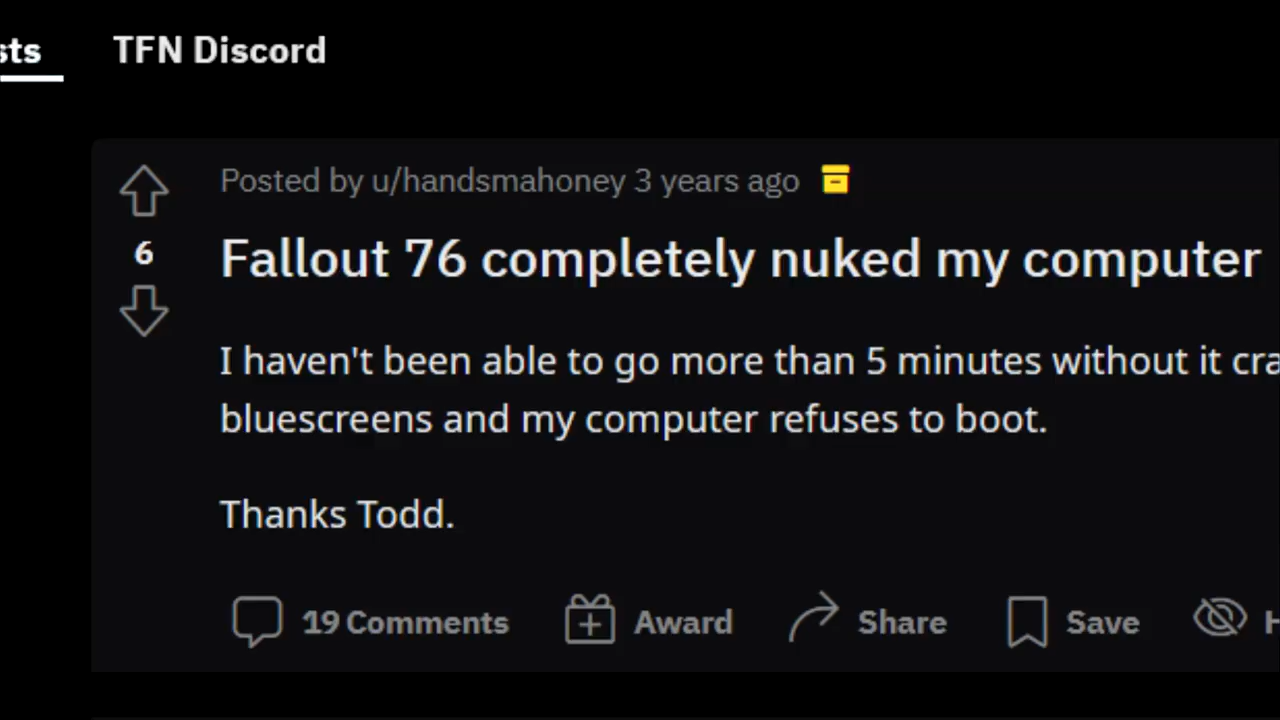 sts TFN Discord
Posted by u/handsmahoney 3 years ago
6
Fallout 76 completely nuked my computer
I haven't been able to go more than 5 minutes without it cra
bluescreens and my computer refuses to boot.
Thanks Todd.
19 Comments Award Share Save H